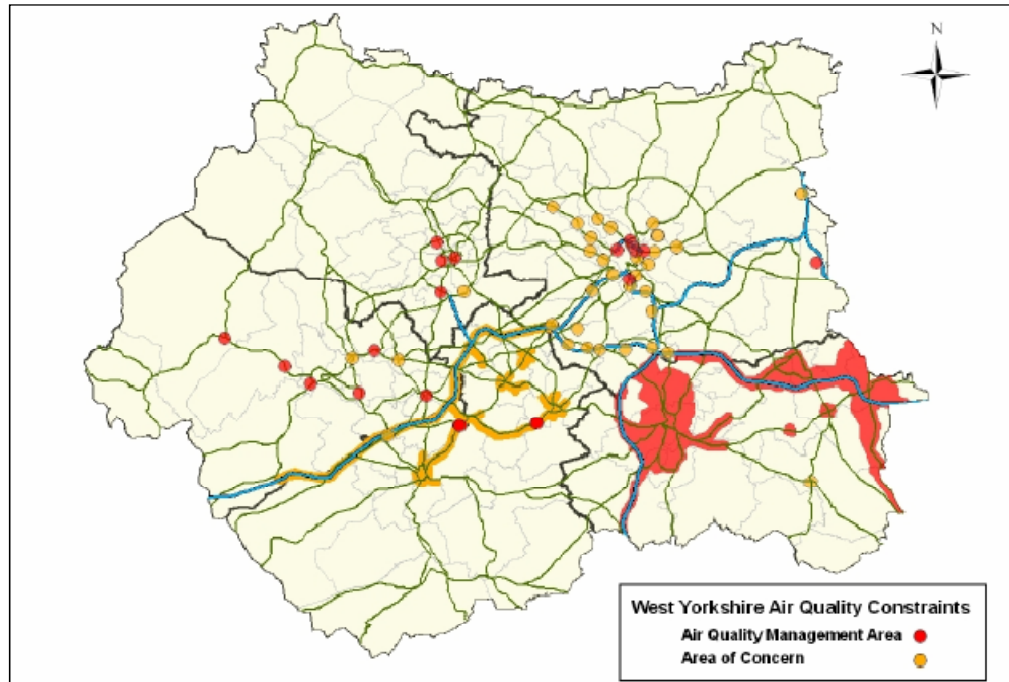 N
West Yorkshire Air Quality Constraints
Air Quality Management Area
Area of Concern